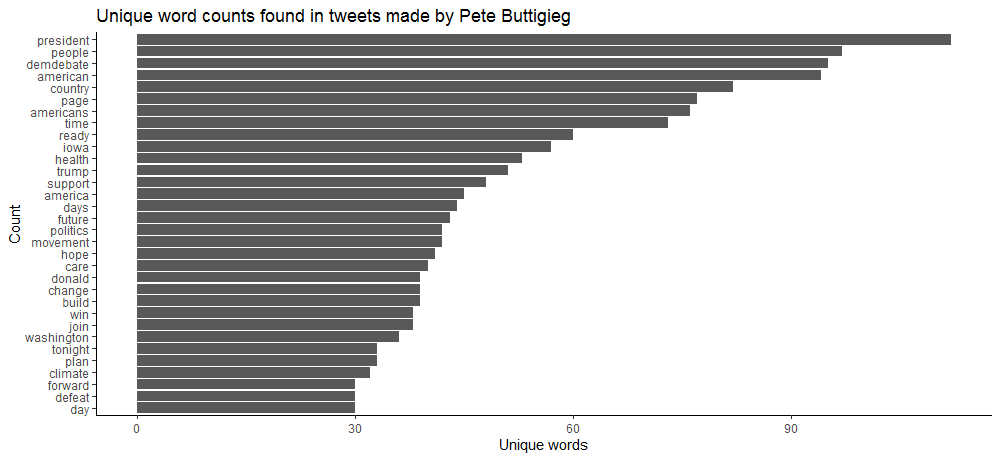 Unique word counts found in tweets made by Pete Buttigieg
president
people
demdebate
american
country
page
americans
time
ready
iowa
health
trump
support
america
days
future
politics
movement
hope
care
donald
change
build
win
join
washington
tonight
plan
climate
forward
defeat
day
Count
0 30 60 90
Unique words